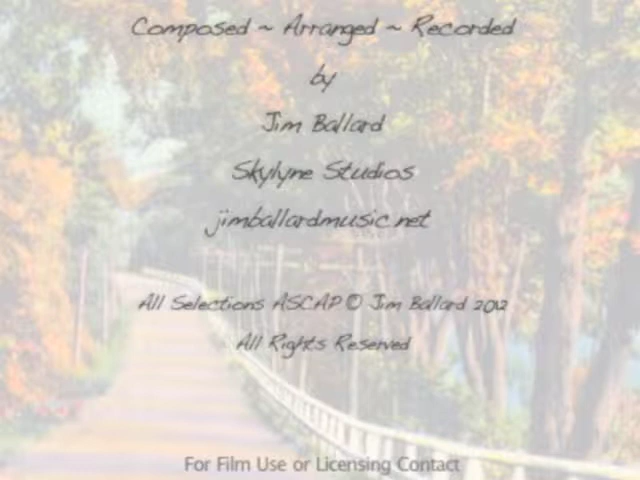 Composed ~ Arranged ~ Recorded
by
Jim Ballard
Skylyne Studios
jimballardmusic.net
All Selections ASCAP © Jim Ballard 2012
All Rights Reserved
For Film Use or Licensing Contact